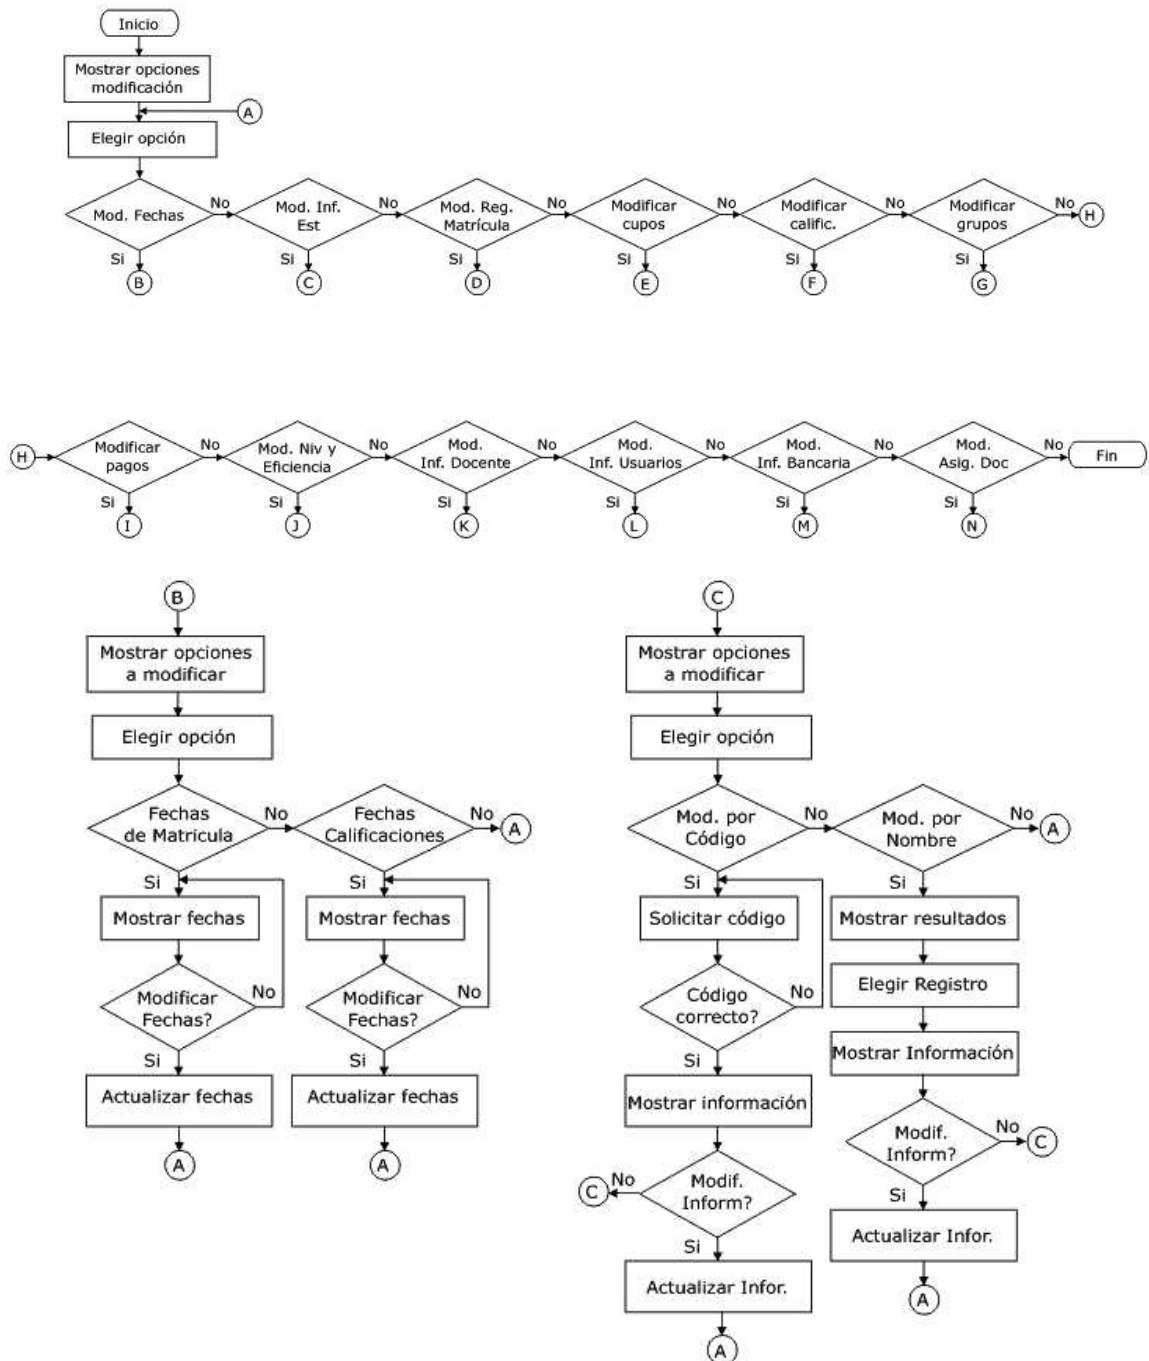 Inicio
Mostrar opciones
modificación
A
Elegir opción
Mod. Fechas
No
Si
B
Mod. Inf.
Est
No
Si
C
Mod. Reg.
Matrícula
No
Si
D
Modificar
cupos
No
Si
E
Modificar
calific.
No
Si
F
Modificar
grupos
No
Si
G
H
H
Modificar
pagos
No
Si
I
Mod. Niv y
Eficiencia
No
Si
J
Mod.
Inf. Docente
No
Si
K
Mod.
Inf. Usuarios
No
Si
L
Mod.
Inf. Bancaria
No
Si
M
Mod.
Asig. Doc
No
Si
N
Fin
B
Mostrar opciones
a modificar
Elegir opción
Fechas
de Matricula
No
Fechas
Calificaciones
No
A
Si
Mostrar fechas
Modificar
Fechas?
No
Si
Actualizar fechas
A
Si
Mostrar fechas
Modificar
Fechas?
No
Si
Actualizar fechas
A
C
Mostrar opciones
a modificar
Elegir opción
Mod. por
Código
No
Mod. por
Nombre
No
A
Si
Solicitar código
Código
correcto?
No
Si
Mostrar información
Modif.
Inform?
No
C
Si
Actualizar Infor.
A
Si
Mostrar resultados
Elegir Registro
Mostrar Información
Modif.
Inform?
No
C
Si
Actualizar Infor.
A